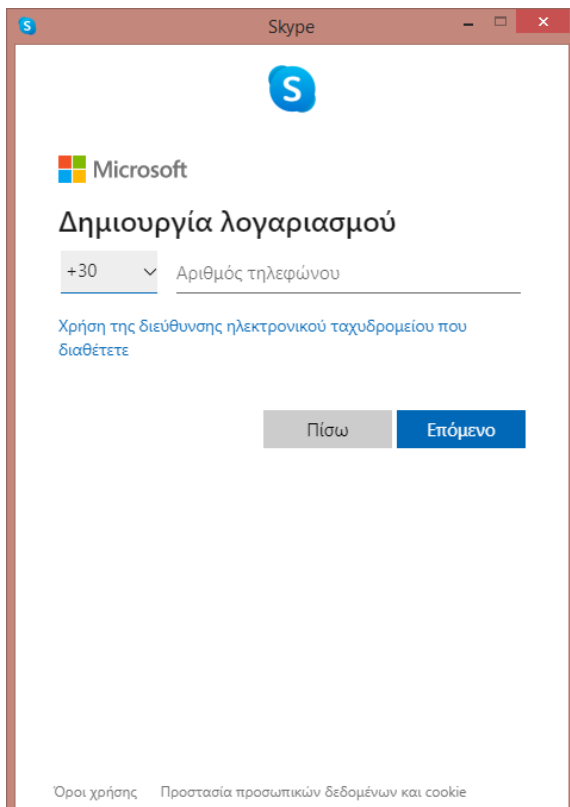 Skype
S
Microsoft
Δημιουργία λογαριασμού
+30 Αριθμός τηλεφώνου
Χρήση της διεύθυνσης ηλεκτρονικού ταχυδρομείου που
διαθέτετε
Πίσω Επόμενο
Όροι χρήσης Προστασία προσωπικών δεδομένων και cookie